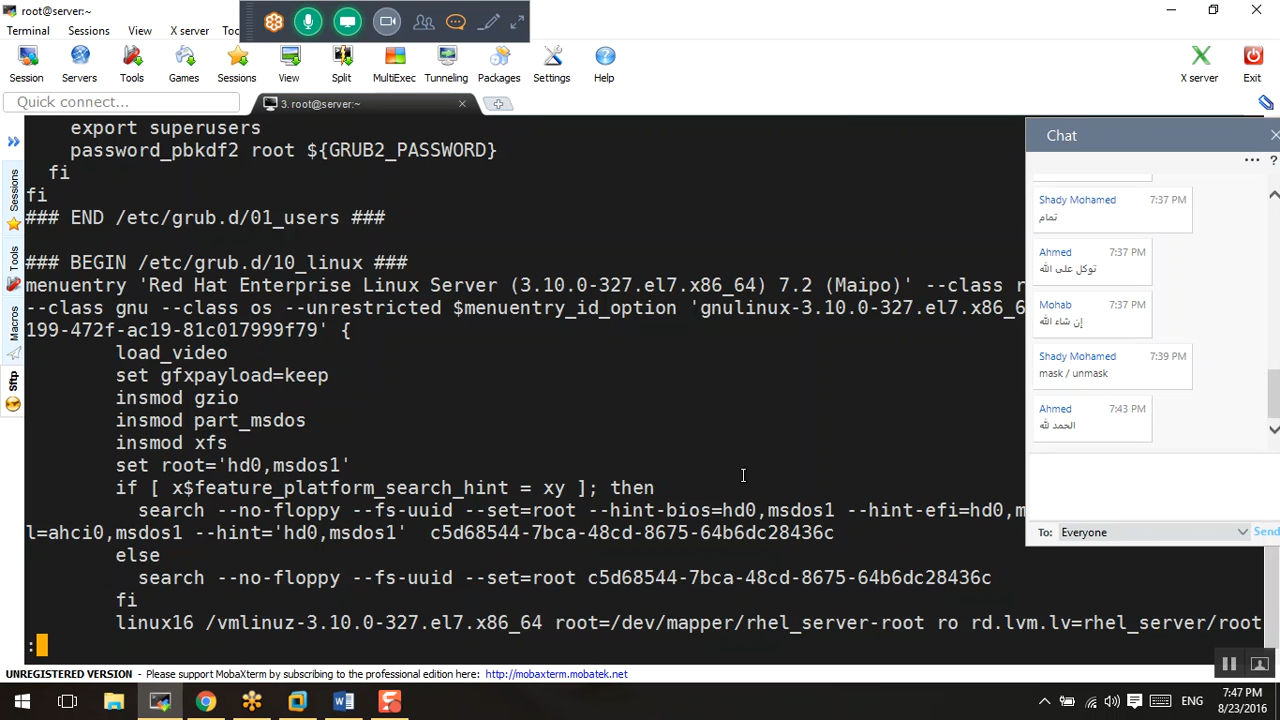 root@server:~
Terminal Sessions View X server
Session Servers Tools Games Sessions View Split MultiExec Tunneling Packages Settings Help X server Exit
Quick connect...
3. root@server:~
export superusers
password_pbkdf2 root ${GRUB2_PASSWORD}
fi
fi
### END /etc/grub.d/01_users ###
### BEGIN /etc/grub.d/10_linux ###
menuentry 'Red Hat Enterprise Linux Server (3.10.0-327.el7.x86_64) 7.2 (Maipo)' --class
--class gnu --class os --unrestricted $menuentry_id_option 'gnulinux-3.10.0-327.el7.x86_6
199-472f-ac19-81c017999f79' {
load_video
set gfxpayload=keep
insmod gzio
insmod part_msdos
insmod xfs
set root='hd0,msdos1'
if [ x$feature_platform_search_hint = xy ]; then
search --no-floppy --fs-uuid --set=root --hint-bios=hd0,msdos1 --hint-efi=hd0,
l=ahci0,msdos1 --hint='hd0,msdos1' c5d68544-7bca-48cd-8675-64b6dc28436c
else
search --no-floppy --fs-uuid --set=root c5d68544-7bca-48cd-8675-64b6dc28436c
fi
linux16 /vmlinuz-3.10.0-327.el7.x86_64 root=/dev/mapper/rhel_server-root ro rd.lvm.lv=rhel_server/root
:
Sessions
Tools
Macros
Sftp
Chat
Shady Mohamed 7:37 PM
تمام
Ahmed 7:37 PM
توكل على الله
Mohab 7:37 PM
إن شاء الله
Shady Mohamed 7:39 PM
mask / unmask
Ahmed 7:43 PM
الحمد لله
To: Everyone Send
UNREGISTERED VERSION - Please support MobaXterm by subscribing to the professional edition here: http://mobaxterm.mobatek.net
ENG
7:47 PM
8/23/2016